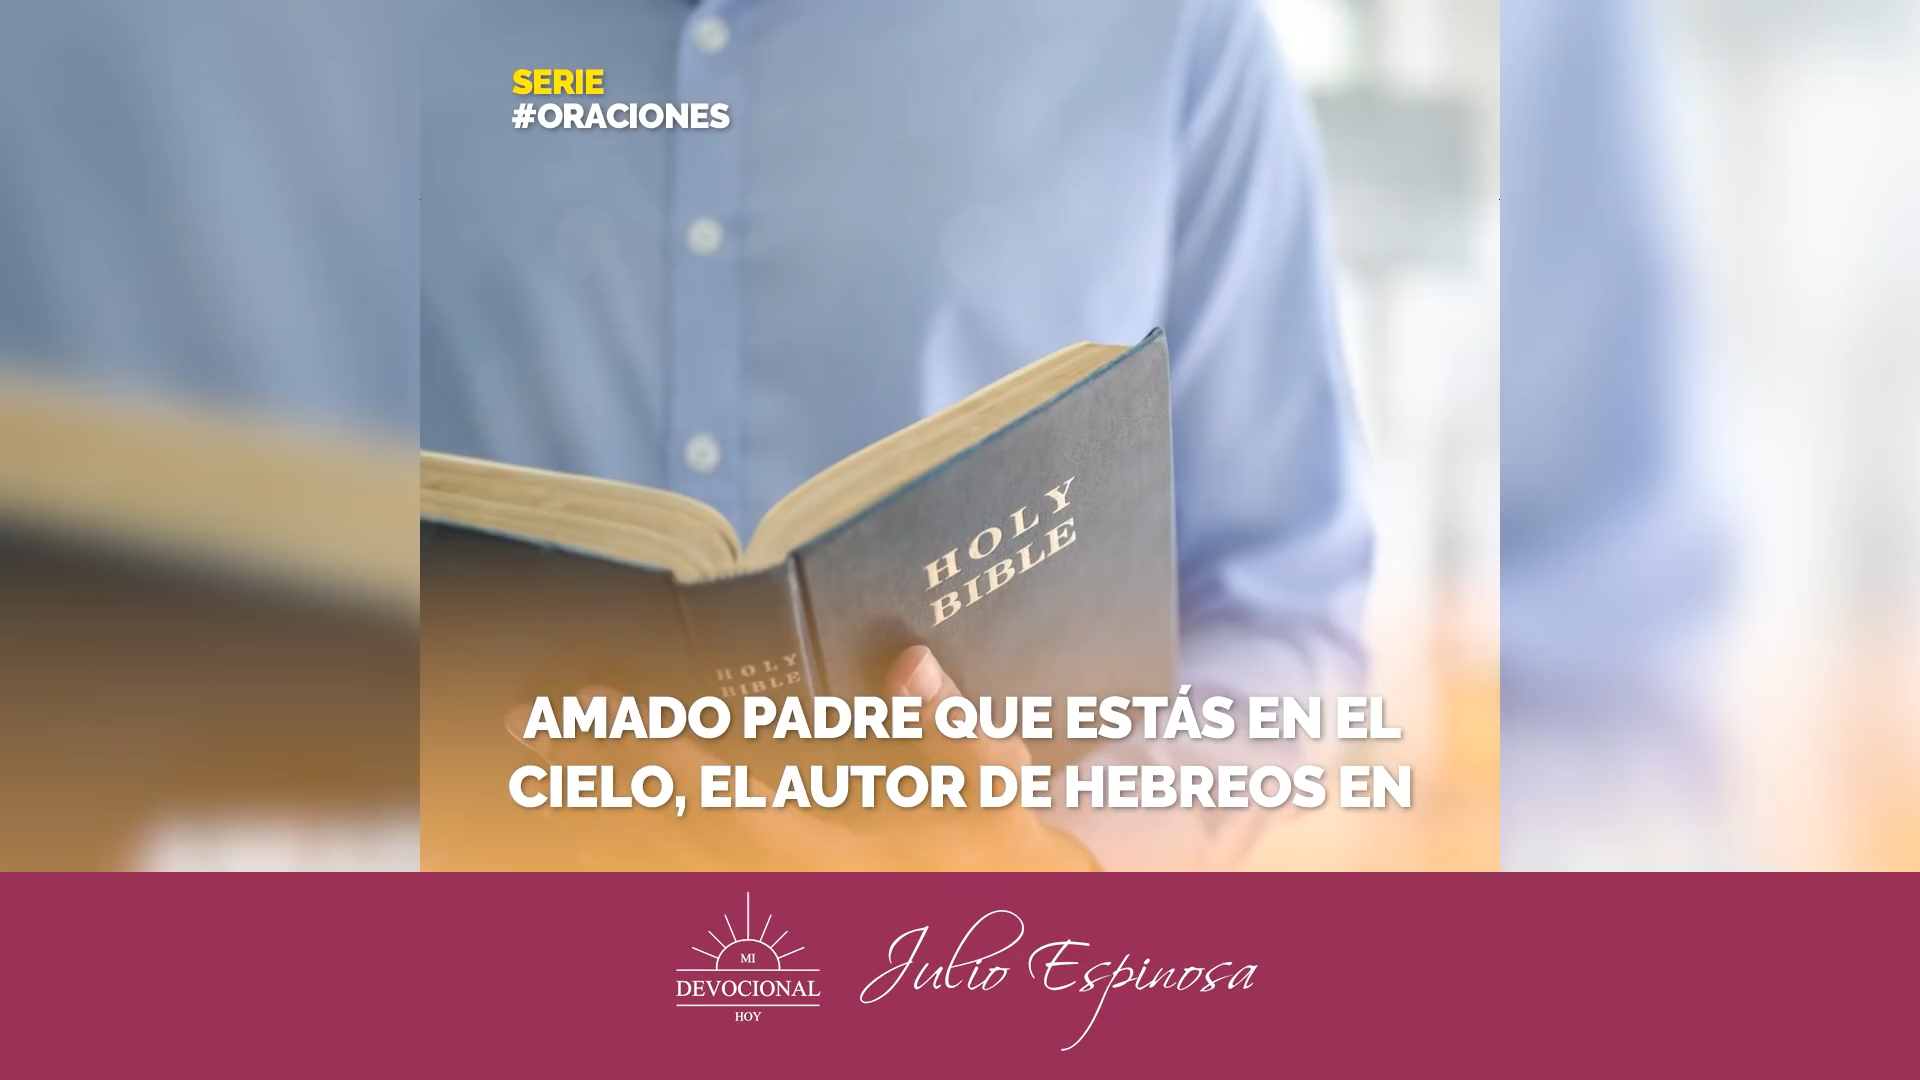 SERIE
#ORACIONES
HOLY
BIBLE
HOLY
BIBLE
AMADO PADRE QUE ESTÁS EN EL
CIELO, EL AUTOR DE HEBREOS EN
MI
DEVOCIONAL
HOY
Julio Espinosa